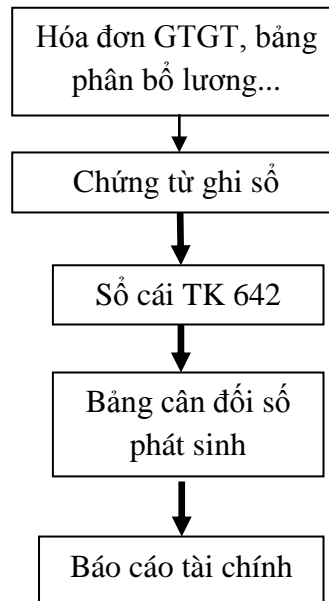 Hóa đơn GTGT, bảng
phân bổ lương...
Chứng từ ghi sổ
Sổ cái TK 642
Bảng cân đối số
phát sinh
Báo cáo tài chính